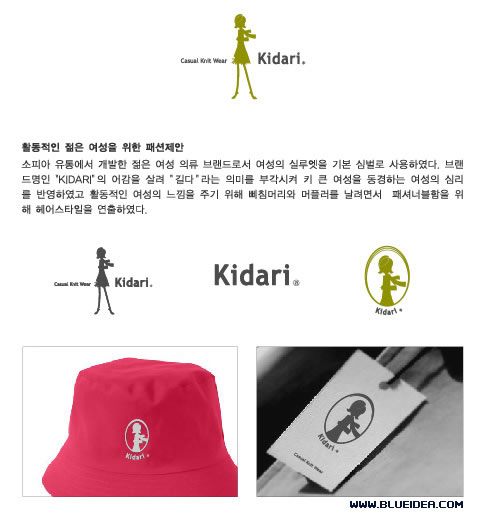 Casual Knit Wear Kidari®
활동적인 젊은 여성을 위한 패션제안
소피아 유통에서 개발한 젊은 여성 의류 브랜드로서 여성의 실루엣을 기본 심벌로 사용하였다. 브랜
드명인 "KIDARI"의 어감을 살려 "길다"라는 의미를 부각시켜 키 큰 여성을 동경하는 여성의 심리
를 반영하였고 활동적인 여성의 느낌을 주기 위해 삐침머리와 머플러를 날려면서 패셔너블함을 위
해 헤어스타일을 연출하였다.
Casual Knit Wear Kidari®
Kidari®
Kidari®
Kidari®
Kidari®
Casual Knit Wear
WWW.BLUEIDEA.COM